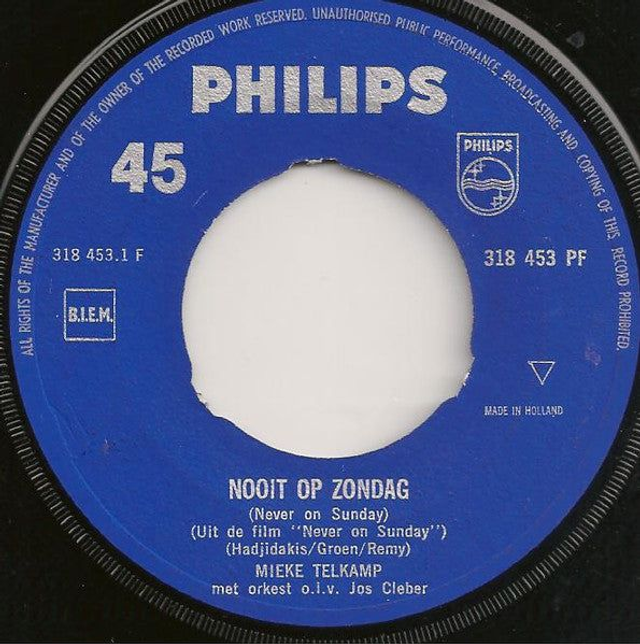 ALL RIGHTS OF THE MANUFACTURER AND OF THE OWNER OF THE RECORDED WORK RESERVED. UNAUTHORISED PUBLIC PERFORMANCE, BROADCASTING AND COPYING OF THIS RECORD PROHIBITED.
PHILIPS
45
PHILIPS
318 453.1 F
318 453 PF
B.I.E.M.
MADE IN HOLLAND
NOOIT OP ZONDAG
(Never on Sunday)
(Uit de film "Never on Sunday")
(Hadjidakis/Groen/Remy)
MIEKE TELKAMP
met orkest o.l.v. Jos Cleber